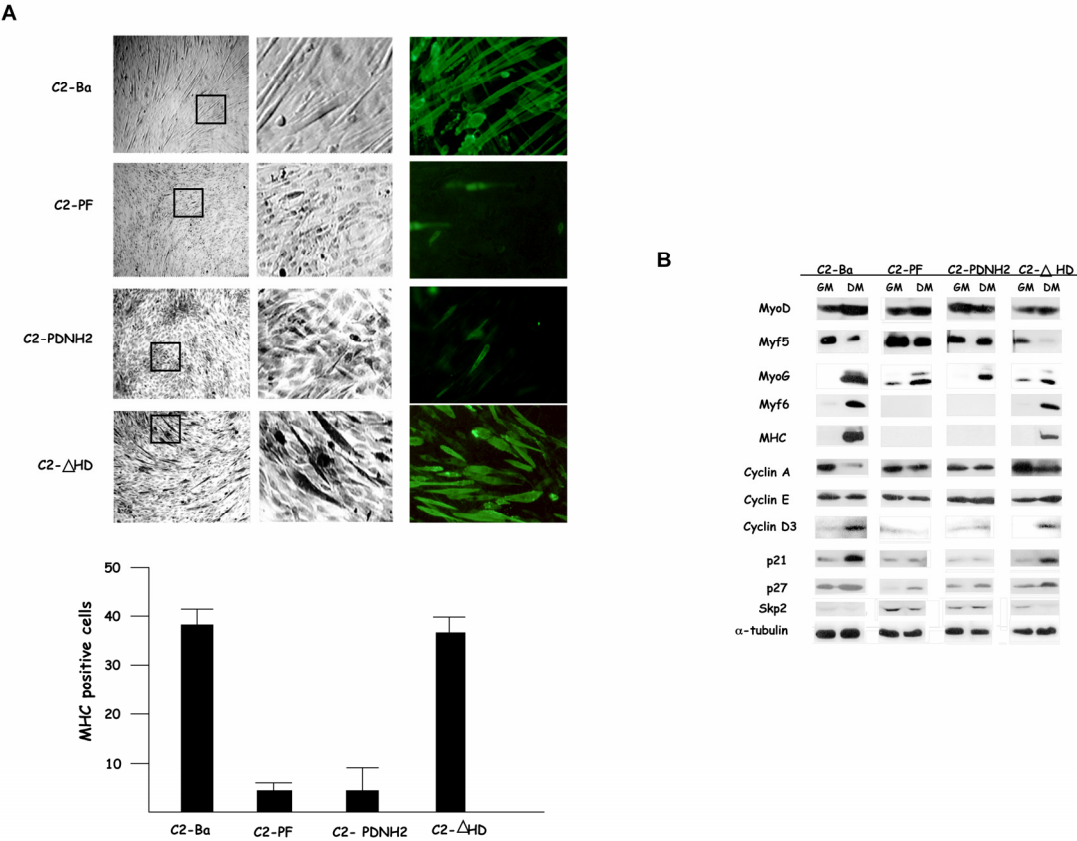 A
C2-Ba
C2-PF
C2-PDNH2
C2-△HD
50
40
30
20
10
MHC positive cells
C2-Ba
C2-PF
C2- PDNH2
C2-△HD
B
C2-Ba C2-PF C2-PDNH2 C2-△ HD
GM DM GM DM GM DM GM DM
MyoD
Myf5
MyoG
Myf6
MHC
Cyclin A
Cyclin E
Cyclin D3
p21
p27
Skp2
α-tubulin